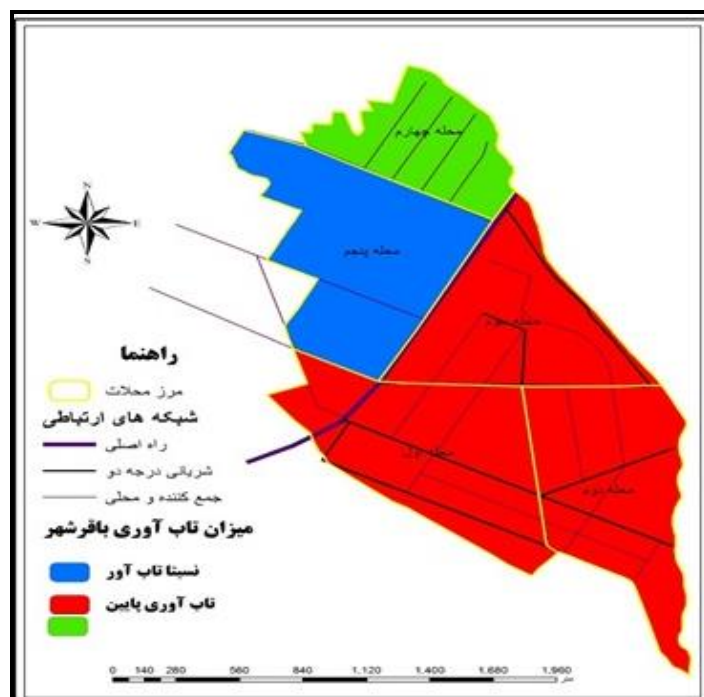 محله چهارم
N
W E
S
محله پنجم
محله سوم
محله اول
محله دوم
راهنما
مرز محلات
شبکه های ارتباطی
راه اصلی
شریانی درجه دو
جمع کننده و محلی
میزان تاب آوری باقرشهر
نسبتا تاب آور
تاب آوری پایین
0 140 280 560 840 1,120 1,400 1,680 1,960
متر